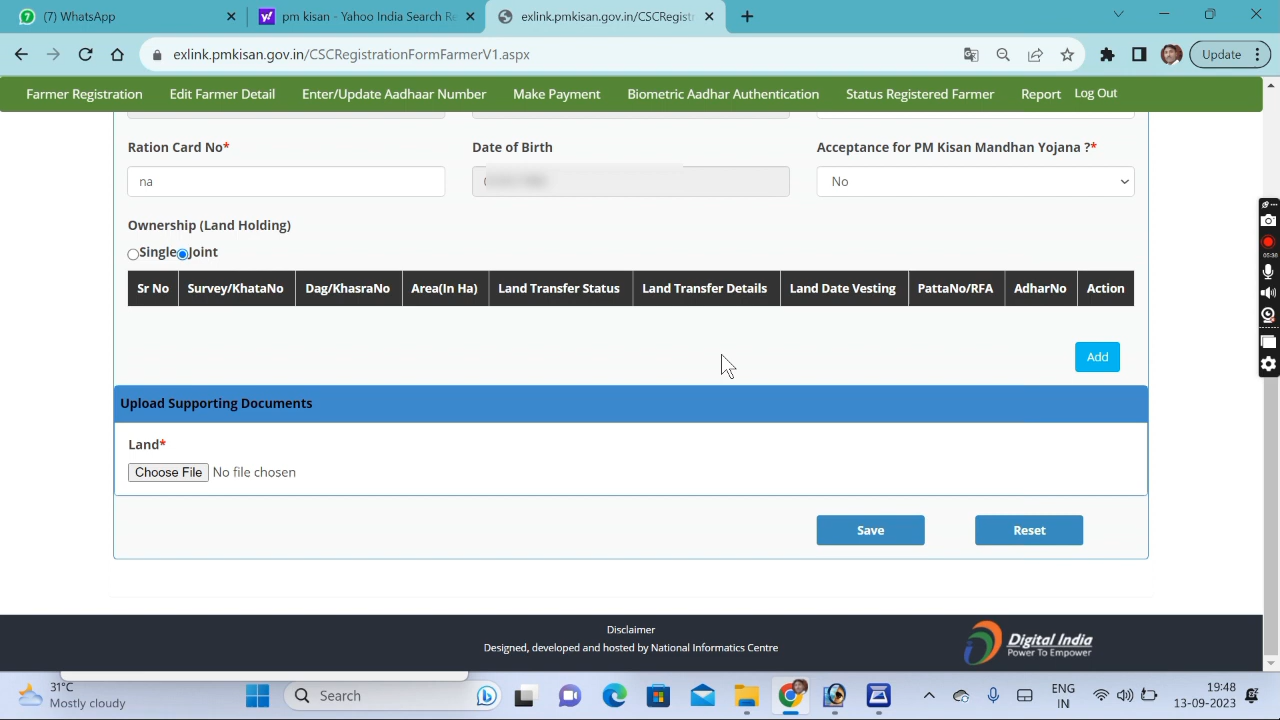 (7) WhatsApp
pm kisan - Yahoo India Search Re
exlink.pmkisan.gov.in/CSCRegistr
exlink.pmkisan.gov.in/CSCRegistrationFormFarmerV1.aspx
Update
Farmer Registration Edit Farmer Detail Enter/Update Aadhaar Number Make Payment Biometric Aadhar Authentication Status Registered Farmer Report Log Out
Ration Card No* Date of Birth Acceptance for PM Kisan Mandhan Yojana ?*
na No
Ownership (Land Holding)
Single Joint
Sr No Survey/KhataNo Dag/KhasraNo Area(In Ha) Land Transfer Status Land Transfer Details Land Date Vesting PattaNo/RFA AdharNo Action
Add
Upload Supporting Documents
Land*
Choose File No file chosen
Save Reset
Disclaimer
Designed, developed and hosted by National Informatics Centre
Digital India
Power To Empower
31°C
Mostly cloudy
Search
ENG
IN
19:48
13-09-2023